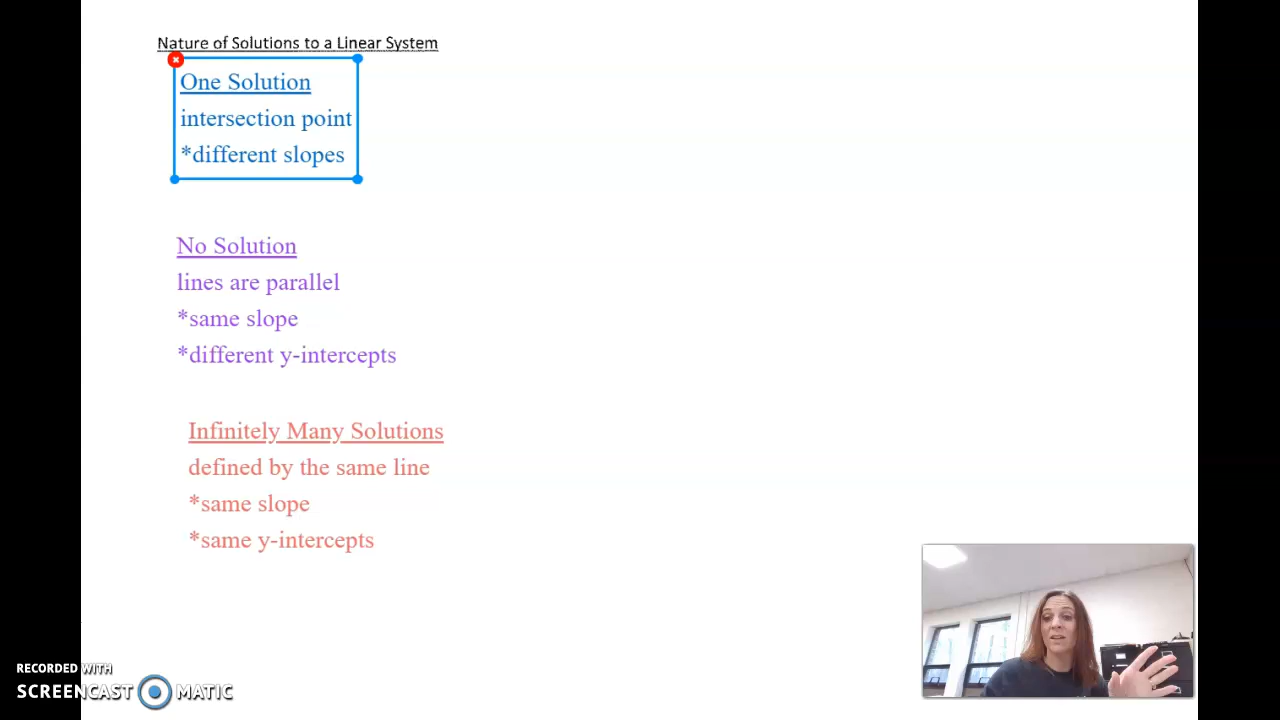 Nature of Solutions to a Linear System
One Solution
intersection point
*different slopes
No Solution
lines are parallel
*same slope
*different y-intercepts
Infinitely Many Solutions
defined by the same line
*same slope
*same y-intercepts
RECORDED WITH
SCREENCAST MATIC